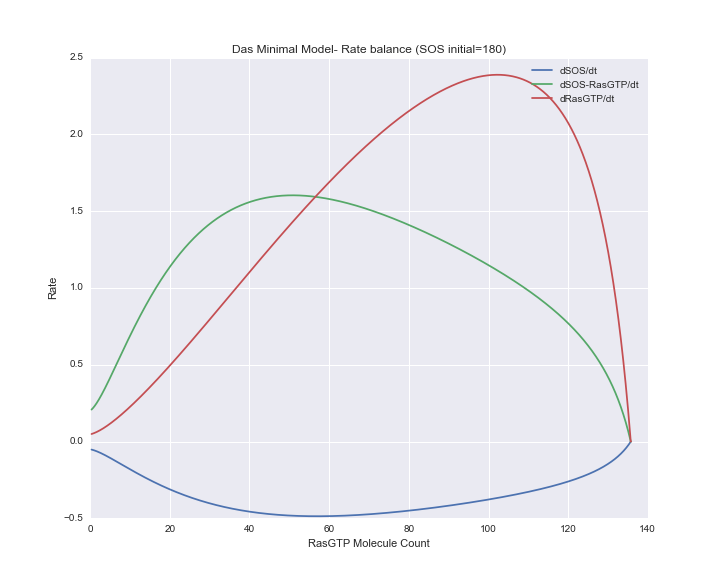 Das Minimal Model- Rate balance (SOS initial=180)
dSOS/dt
dSOS-RasGTP/dt
dRasGTP/dt
2.5
2.0
1.5
1.0
0.5
0.0
−0.5
Rate
0 20 40 60 80 100 120 140
RasGTP Molecule Count